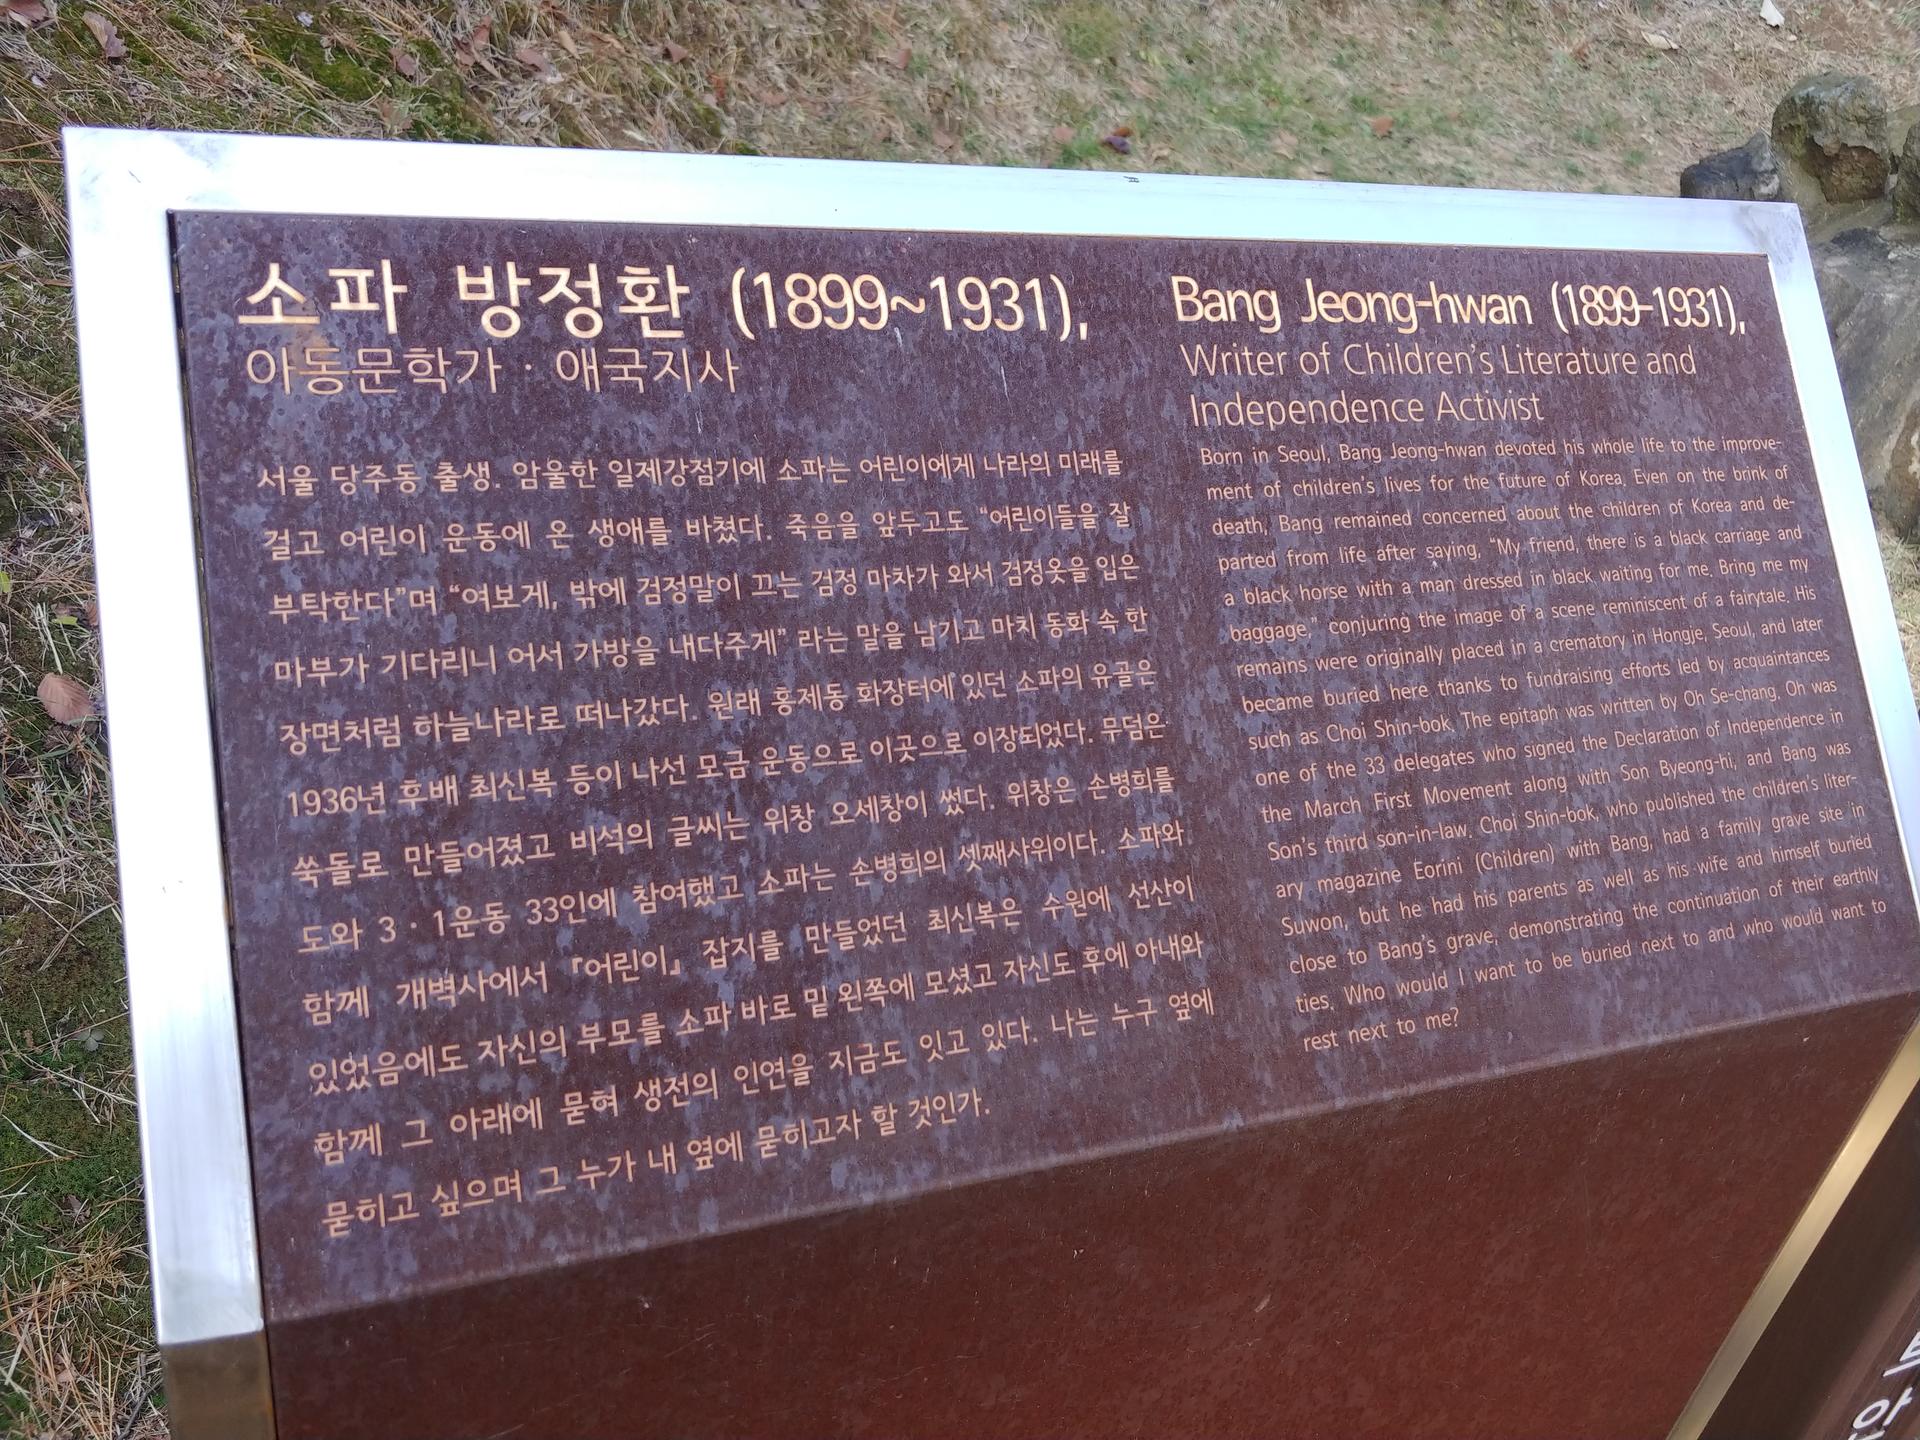 소파 방정환 (1899~1931),
아동문학가 · 애국지사
서울 당주동 출생. 암울한 일제강점기에 소파는 어린이에게 나라의 미래를
걸고 어린이 운동에 온 생애를 바쳤다. 죽음을 앞두고도 “어린이들을 잘
부탁한다”며 “여보게, 밖에 검정말이 끄는 검정 마차가 와서 검정옷을 입은
마부가 기다리니 어서 가방을 내다주게” 라는 말을 남기고 마치 동화 속 한
장면처럼 하늘나라로 떠나갔다. 원래 홍제동 화장터에 있던 소파의 유골은
1936년 후배 최신복 등이 나선 모금 운동으로 이곳으로 이장되었다. 무덤은
쑥돌로 만들어졌고 비석의 글씨는 위창 오세창이 썼다. 위창은 손병희를
도와 3 · 1운동 33인에 참여했고 소파는 손병희의 셋째사위이다. 소파와
함께 개벽사에서 『어린이』 잡지를 만들었던 최신복은 수원에 선산이
있었음에도 자신의 부모를 소파 바로 밑 왼쪽에 모셨고 자신도 후에 아내와
함께 그 아래에 묻혀 생전의 인연을 지금도 잇고 있다. 나는 누구 옆에
묻히고 싶으며 그 누가 내 옆에 묻히고자 할 것인가.
Bang Jeong-hwan (1899-1931),
Writer of Children's Literature and
Independence Activist
Born in Seoul, Bang Jeong-hwan devoted his whole life to the improve-
ment of children's lives for the future of Korea. Even on the brink of
death, Bang remained concerned about the children of Korea and de-
parted from life after saying, “My friend, there is a black carriage and
a black horse with a man dressed in black waiting for me. Bring me my
baggage,” conjuring the image of a scene reminiscent of a fairytale. His
remains were originally placed in a crematory in Hongje, Seoul, and later
became buried here thanks to fundraising efforts led by acquaintances
such as Choi Shin-bok. The epitaph was written by Oh Se-chang. Oh was
one of the 33 delegates who signed the Declaration of Independence in
the March First Movement along with Son Byeong-hi, and Bang was
Son's third son-in-law. Choi Shin-bok, who published the children's liter-
ary magazine Eorini (Children) with Bang, had a family grave site in
Suwon, but he had his parents as well as his wife and himself buried
close to Bang's grave, demonstrating the continuation of their earthly
ties. Who would I want to be buried next to and who would want to
rest next to me?